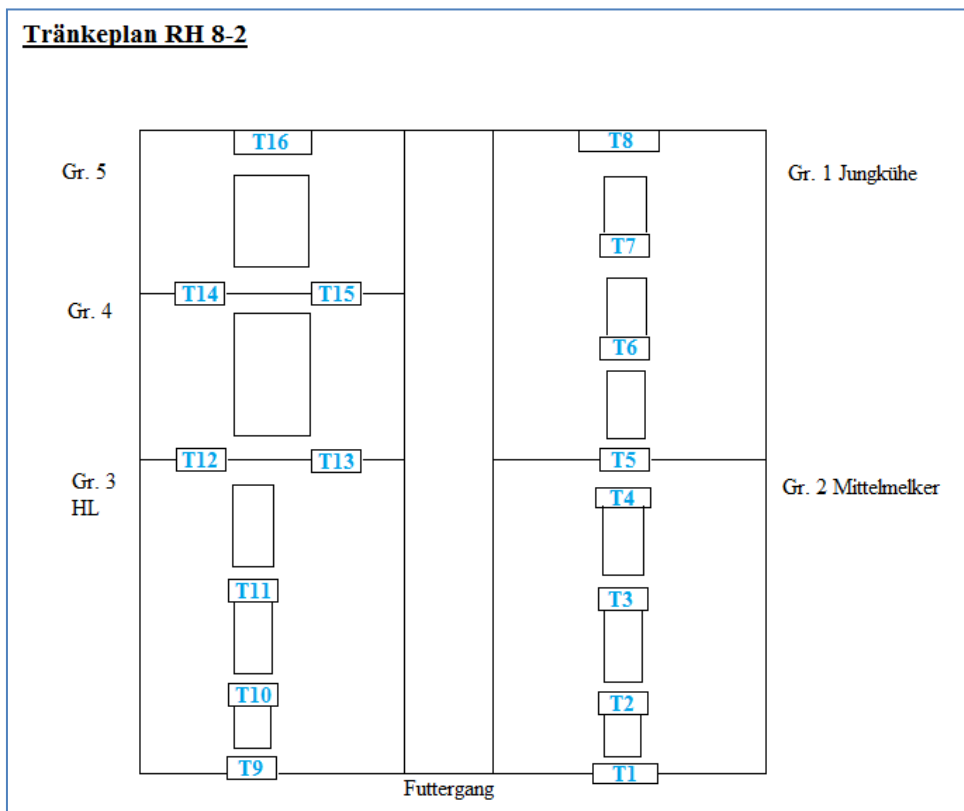 Tränkeplan RH 8-2
T16
T8
Gr. 5
Gr. 1 Jungkühe
T7
T14
T15
Gr. 4
T6
T12
T13
T5
Gr. 3
HL
Gr. 2 Mittelmelker
T4
T11
T3
T10
T2
T9
T1
Futtergang